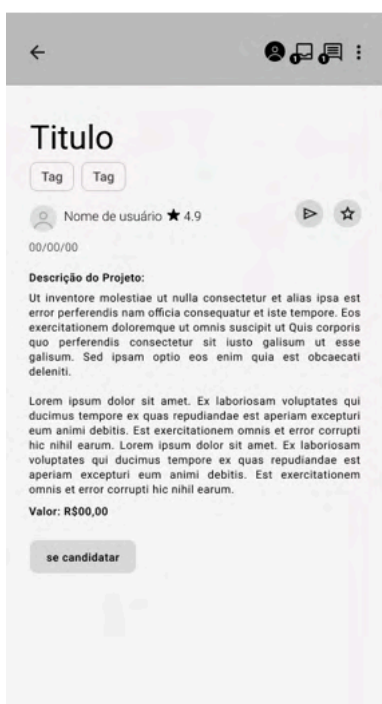 1 1
Titulo
Tag Tag
Nome de usuário ★ 4.9
00/00/00
Descrição do Projeto:
Ut inventore molestiae ut nulla consectetur et alias ipsa est
error perferendis nam officia consequatur et iste tempore. Eos
exercitationem doloremque ut omnis suscipit ut Quis corporis
quo perferendis consectetur sit iusto galisum ut esse
galisum. Sed ipsam optio eos enim quia est obcaecati
deleniti.
Lorem ipsum dolor sit amet. Ex laboriosam voluptates qui
ducimus tempore ex quas repudiandae est aperiam excepturi
eum animi debitis. Est exercitationem omnis et error corrupti
hic nihil earum. Lorem ipsum dolor sit amet. Ex laboriosam
voluptates qui ducimus tempore ex quas repudiandae est
aperiam excepturi eum animi debitis. Est exercitationem
omnis et error corrupti hic nihil earum.
Valor: R$00,00
se candidatar